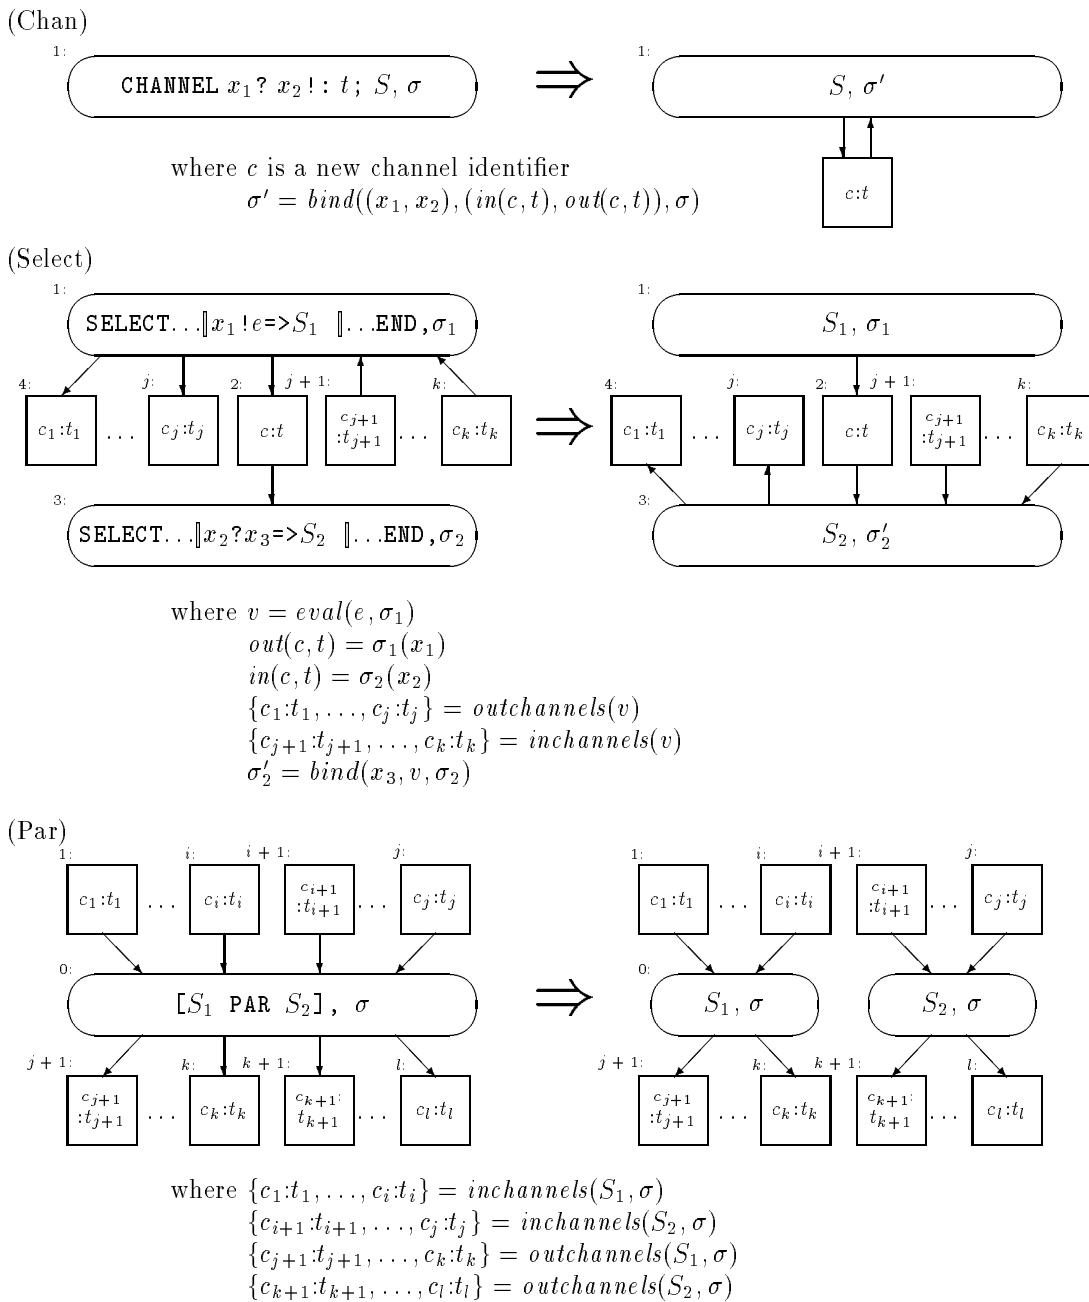 (Chan)
1: 1:
CHANNEL x₁? x₂!: t; S, σ ⇒ S, σ′
where c is a new channel identifier
c:t
σ′ = bind((x₁, x₂), (in(c, t), out(c, t)), σ)
(Select)
1: 1:
SELECT...⫿x₁!e=>S₁ ⫿...END,σ₁ S₁, σ₁
4: j: 2: j + 1: k: 4: j: 2: j + 1: k:
c₁:t₁ ... cⱼ:tⱼ c:t cⱼ₊₁:tⱼ₊₁ ... cₖ:tₖ ⇒ c₁:t₁ ... cⱼ:tⱼ c:t cⱼ₊₁:tⱼ₊₁ ... cₖ:tₖ
3: 3:
SELECT...⫿x₂?x₃=>S₂ ⫿...END,σ₂ S₂, σ′₂
where v = eval(e, σ₁)
out(c, t) = σ₁(x₁)
in(c, t) = σ₂(x₂)
{c₁:t₁, ..., cⱼ:tⱼ} = outchannels(v)
{cⱼ₊₁:tⱼ₊₁, ..., cₖ:tₖ} = inchannels(v)
σ′₂ = bind(x₃, v, σ₂)
(Par)
1: i: i + 1: j: 1: i: i + 1: j:
c₁:t₁ ... cᵢ:tᵢ cᵢ₊₁:tᵢ₊₁ ... cⱼ:tⱼ c₁:t₁ ... cᵢ:tᵢ cᵢ₊₁:tᵢ₊₁ ... cⱼ:tⱼ
0: 0:
[S₁ PAR S₂], σ ⇒ S₁, σ S₂, σ
j + 1: k: k + 1: l: j + 1: k: k + 1: l:
cⱼ₊₁:tⱼ₊₁ ... cₖ:tₖ cₖ₊₁:tₖ₊₁ ... cₗ:tₗ cⱼ₊₁:tⱼ₊₁ ... cₖ:tₖ cₖ₊₁:tₖ₊₁ ... cₗ:tₗ
where {c₁:t₁, ..., cᵢ:tᵢ} = inchannels(S₁, σ)
{cᵢ₊₁:tᵢ₊₁, ..., cⱼ:tⱼ} = inchannels(S₂, σ)
{cⱼ₊₁:tⱼ₊₁, ..., cₖ:tₖ} = outchannels(S₁, σ)
{cₖ₊₁:tₖ₊₁, ..., cₗ:tₗ} = outchannels(S₂, σ)